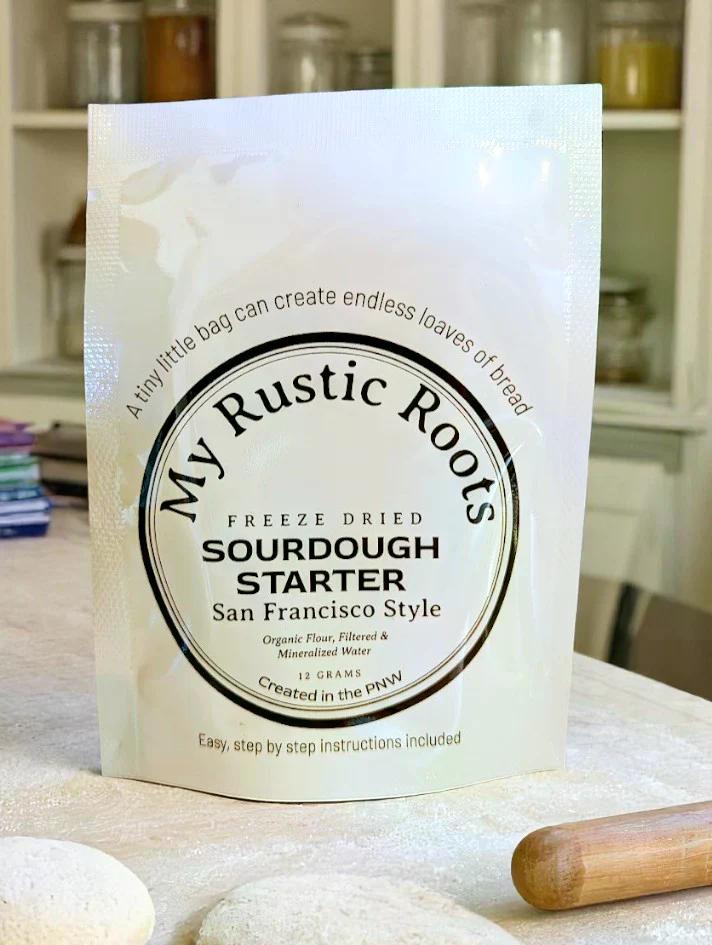 A tiny little bag can create endless loaves of bread
My Rustic Roots
FREEZE DRIED
SOURDOUGH
STARTER
San Francisco Style
Organic Flour, Filtered &
Mineralized Water
12 GRAMS
Created in the PNW
Easy, step by step instructions included